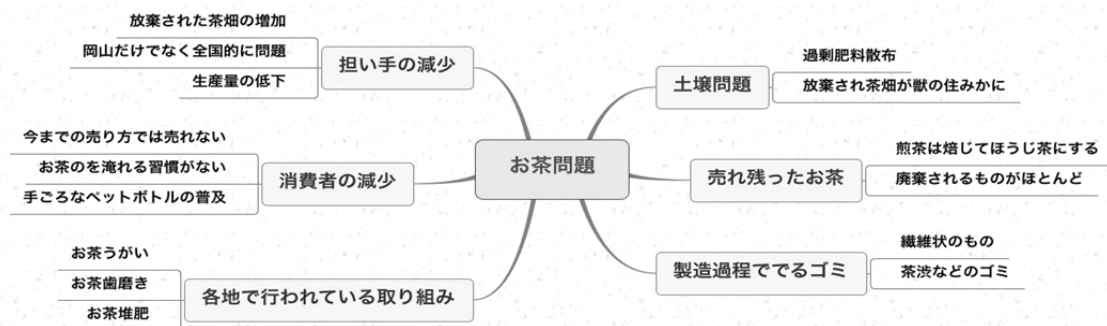 お茶問題
担い手の減少
放棄された茶畑の増加
岡山だけでなく全国的に問題
生産量の低下
消費者の減少
今までの売り方では売れない
お茶のを淹れる習慣がない
手ごろなペットボトルの普及
各地で行われている取り組み
お茶うがい
お茶歯磨き
お茶堆肥
土壌問題
過剰肥料散布
放棄され茶畑が獣の住みかに
売れ残ったお茶
煎茶は焙じてほうじ茶にする
廃棄されるものがほとんど
製造過程ででるゴミ
繊維状のもの
茶渋などのゴミ